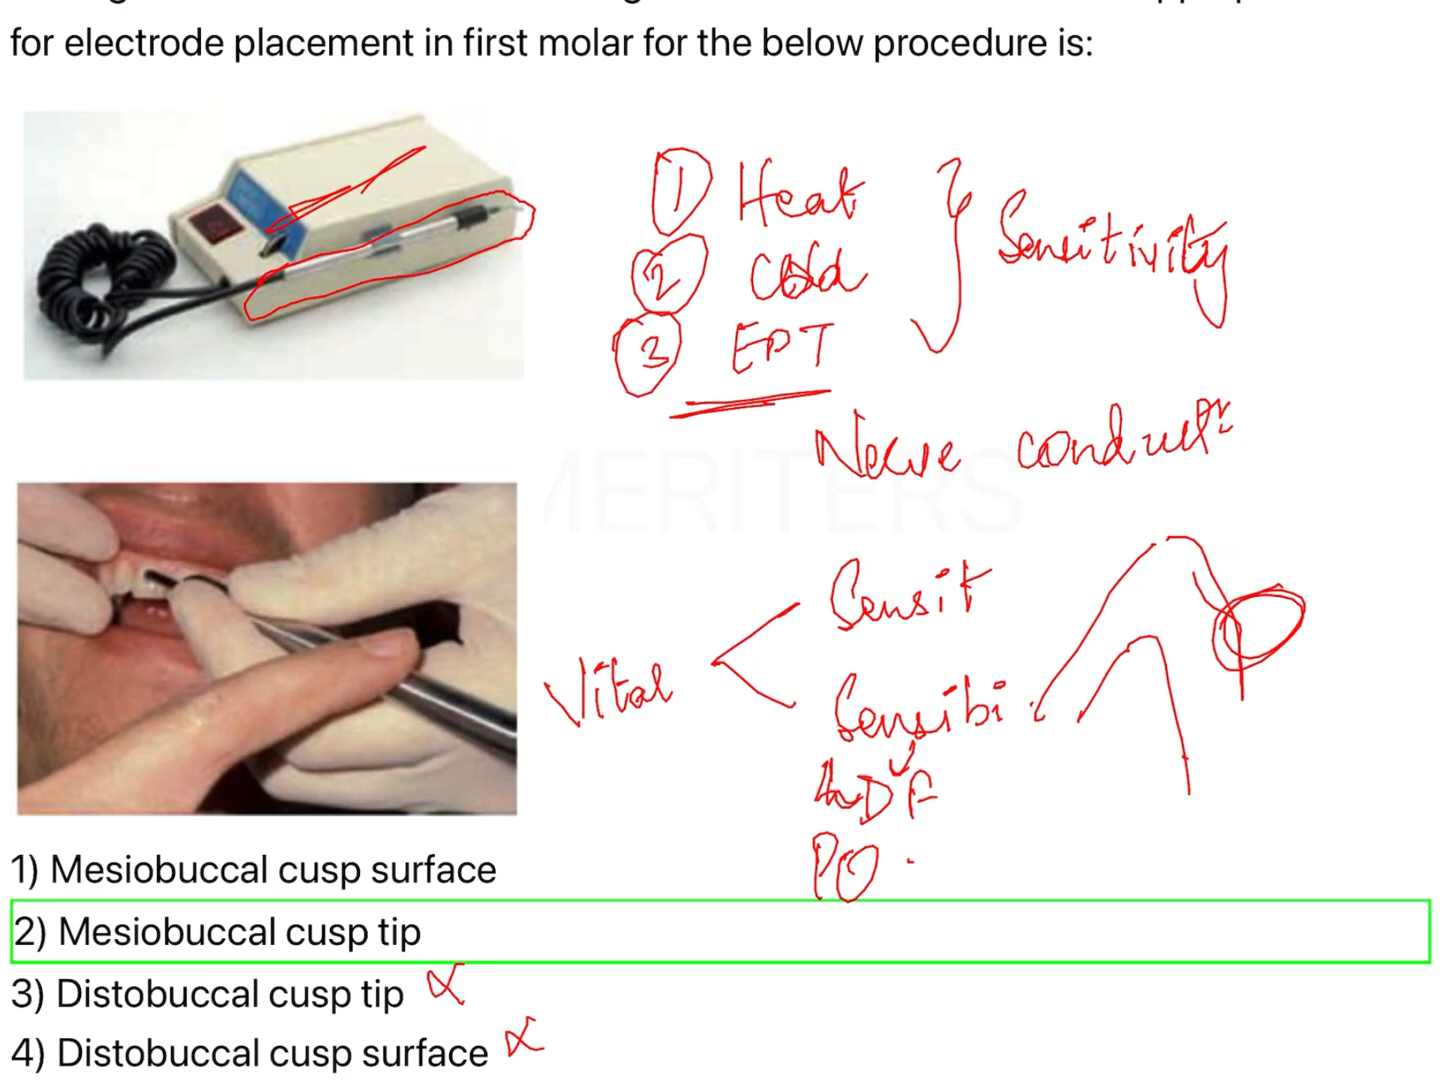 for electrode placement in first molar for the below procedure is:
1 Heat
2 Cold
3 EPT
Sensitivity
Nerve conduct
MERITERS
Vital
Sensit
Sensibi
PO
1) Mesiobuccal cusp surface
2) Mesiobuccal cusp tip
3) Distobuccal cusp tip
4) Distobuccal cusp surface